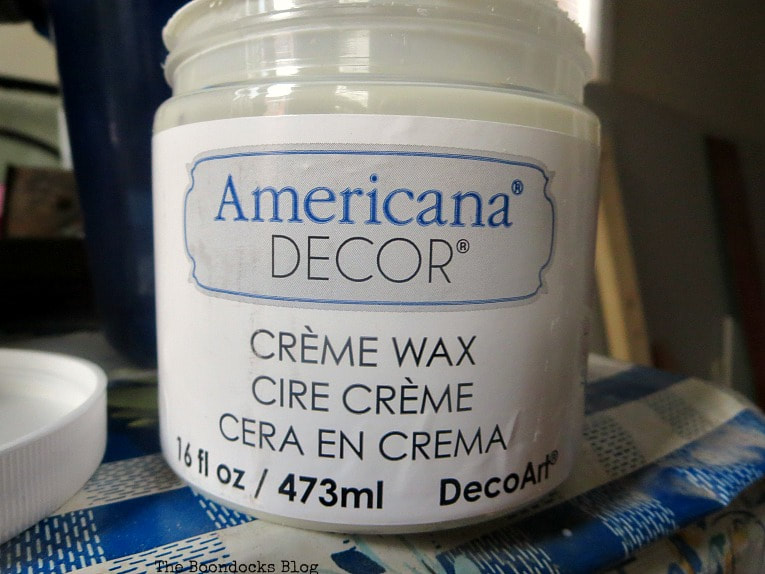 Americana®
DECOR®
CRÈME WAX
CIRE CRÈME
CERA EN CREMA
16 fl oz / 473ml DecoArt®
The Boondocks Blog